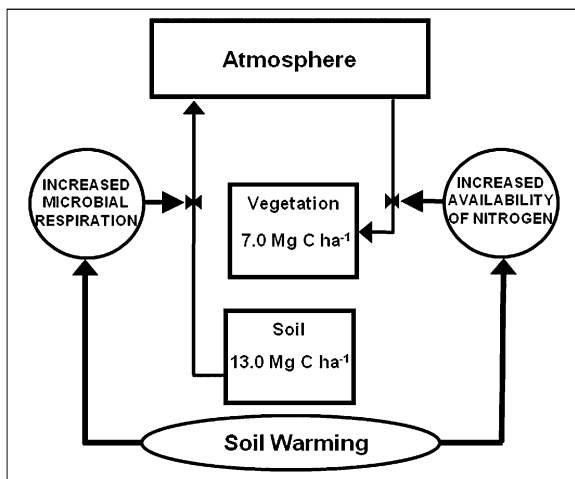 Atmosphere
INCREASED
MICROBIAL
RESPIRATION
Vegetation
7.0 Mg C ha⁻¹
INCREASED
AVAILABILITY
OF NITROGEN
Soil
13.0 Mg C ha⁻¹
Soil Warming